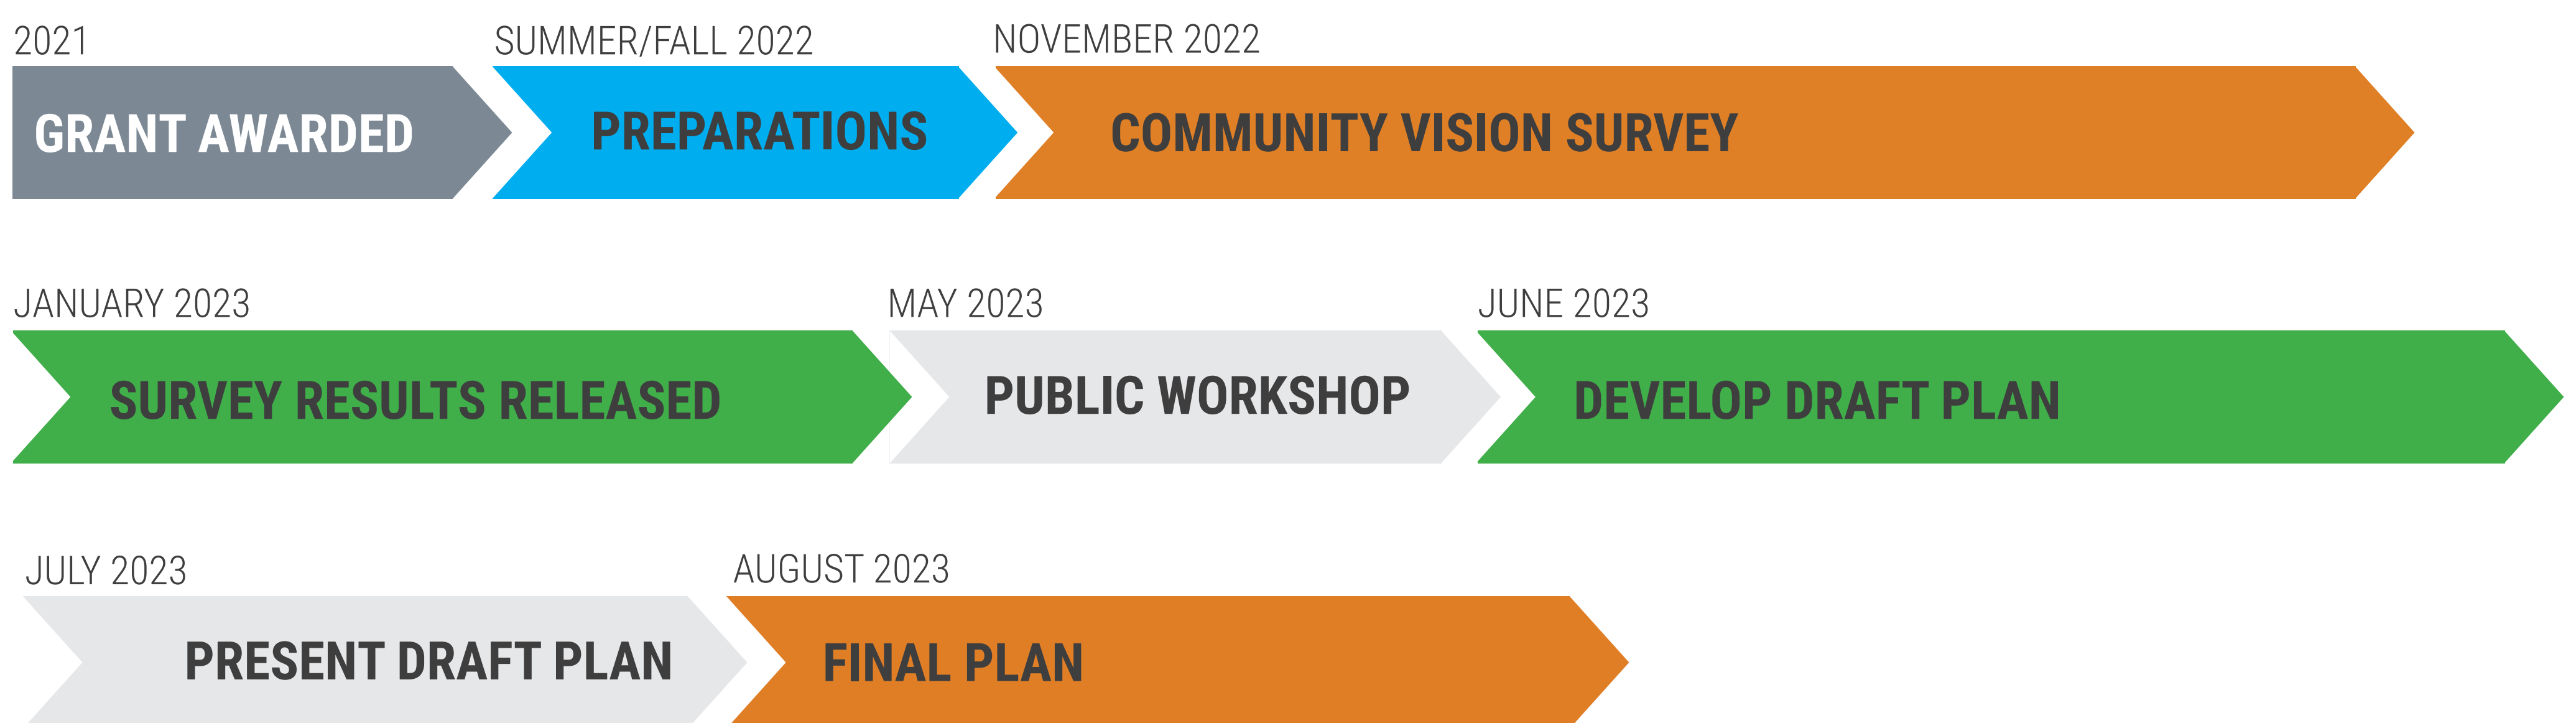 2021
SUMMER/FALL 2022
NOVEMBER 2022
GRANT AWARDED
PREPARATIONS
COMMUNITY VISION SURVEY
JANUARY 2023
MAY 2023
JUNE 2023
SURVEY RESULTS RELEASED
PUBLIC WORKSHOP
DEVELOP DRAFT PLAN
JULY 2023
AUGUST 2023
PRESENT DRAFT PLAN
FINAL PLAN